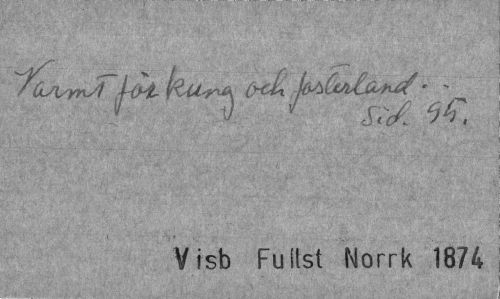 Varmt för kung och fosterland . . .
Sid. 95.
Visb Fullst Norrk 1874